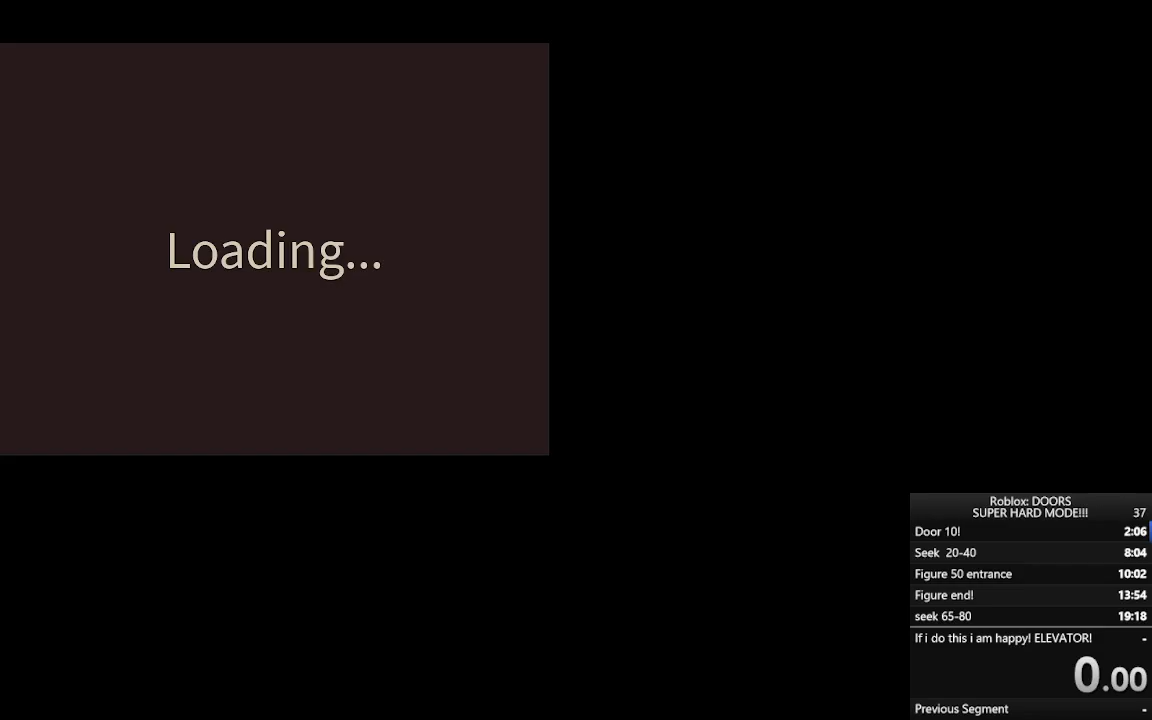 Loading...
Roblox: DOORS
SUPER HARD MODE!!! 37
Door 10! 2:06
Seek 20-40 8:04
Figure 50 entrance 10:02
Figure end! 13:54
seek 65-80 19:18
If i do this i am happy! ELEVATOR! -
0.00
Previous Segment -